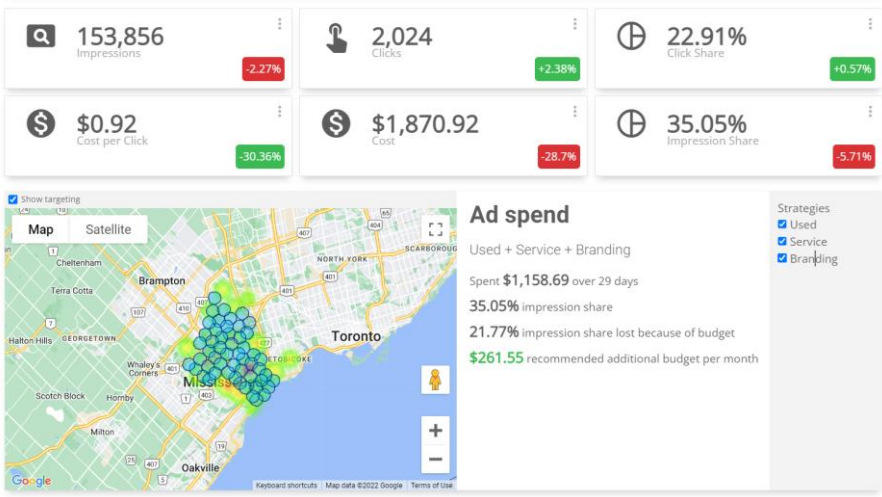 153,856
Impressions
-2.27%
2,024
Clicks
+2.38%
22.91%
Click Share
+0.57%
$0.92
Cost per Click
-30.36%
$1,870.92
Cost
-28.7%
35.05%
Impression Share
-5.71%
Show targeting
Map Satellite
Cheltenham
Terra Cotta
Brampton
NORTH YORK
SCARBOROUG
Halton Hills
GEORGETOWN
Toronto
ETOBICOKE
Whaley's
Corners
Mississ
Scotch Block
Hornby
Milton
Oakville
Google
Keyboard shortcuts
Map data ©2022 Google
Terms of Use
Ad spend
Used + Service + Branding
Spent $1,158.69 over 29 days
35.05% impression share
21.77% impression share lost because of budget
$261.55 recommended additional budget per month
Strategies
Used
Service
Branding